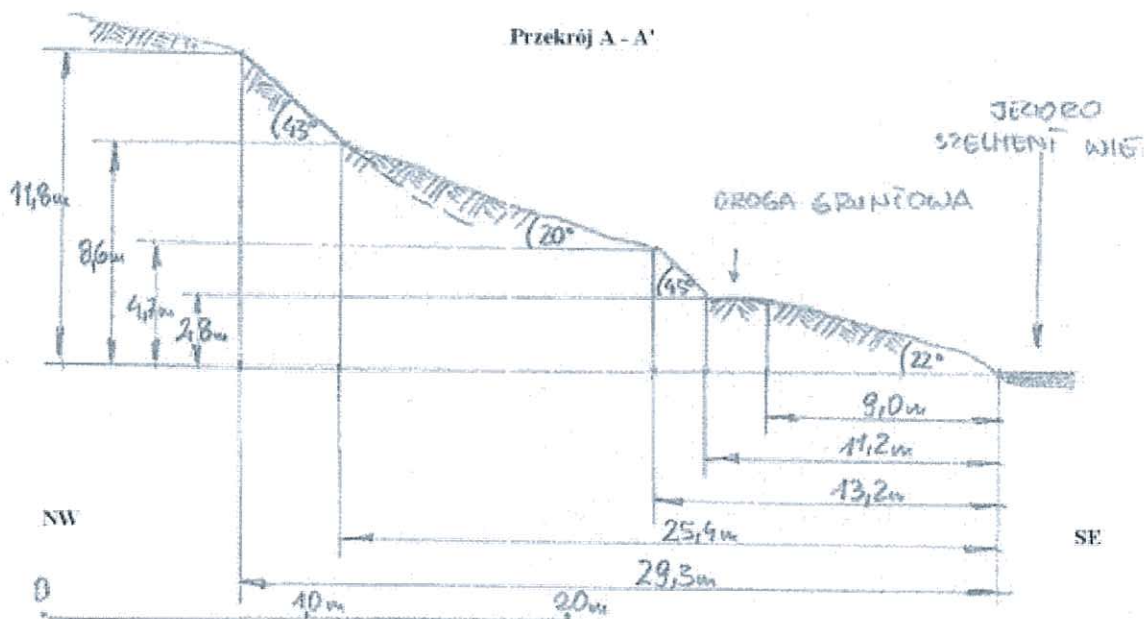 Przekrój A - A'
JEZIORO
SZELMENT WIE
DROGA GRUNTOWA
11,8m
8,6m
4,7m
2,8m
(43°
(20°
(45°
(22°
9,0m
11,2m
13,2m
25,4m
29,3m
NW
SE
0
10m
20m